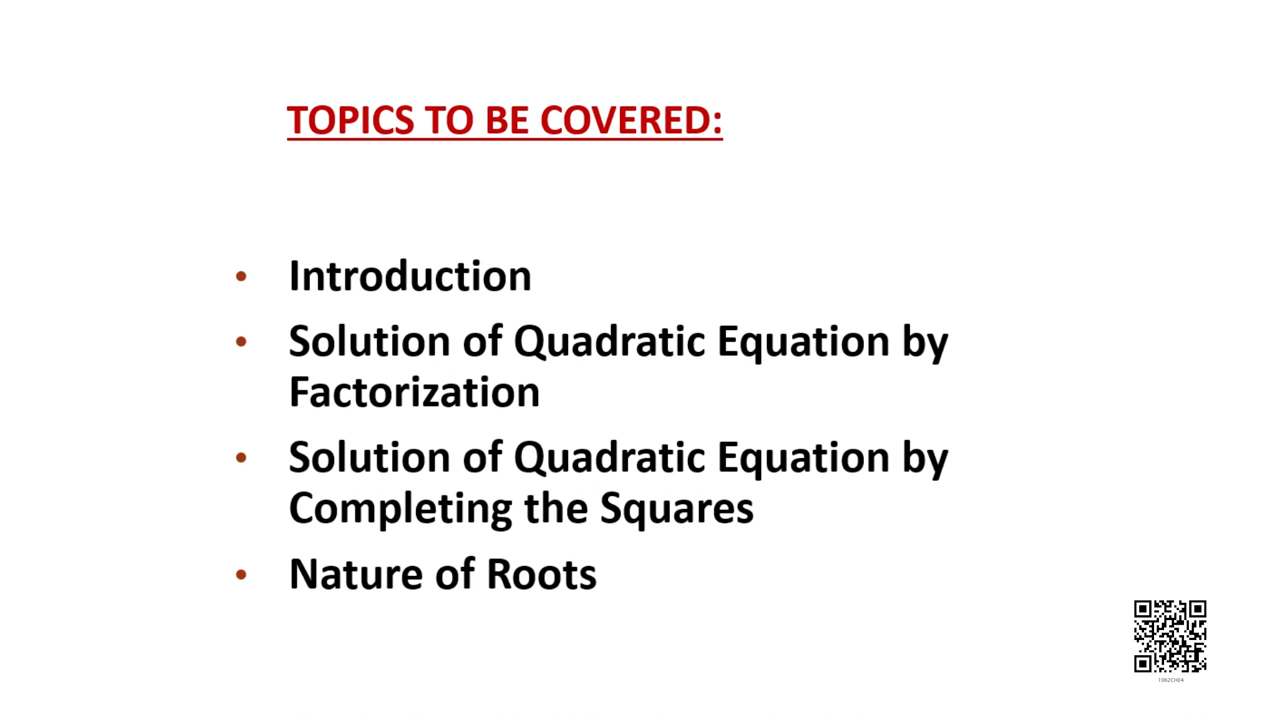 TOPICS TO BE COVERED:
• Introduction
• Solution of Quadratic Equation by
Factorization
• Solution of Quadratic Equation by
Completing the Squares
• Nature of Roots
1062CH04